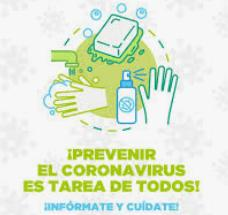 ¡PREVENIR
EL CORONAVIRUS
ES TAREA DE TODOS!
¡INFÓRMATE Y CUÍDATE!